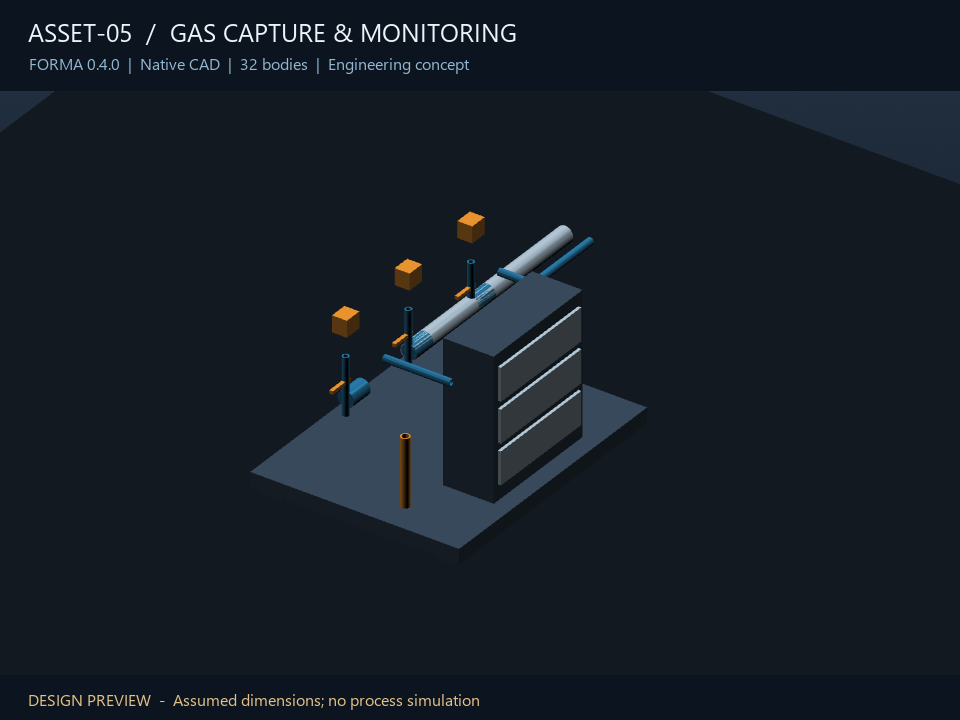 ASSET-05 / GAS CAPTURE & MONITORING
FORMA 0.4.0 | Native CAD | 32 bodies | Engineering concept
DESIGN PREVIEW - Assumed dimensions; no process simulation